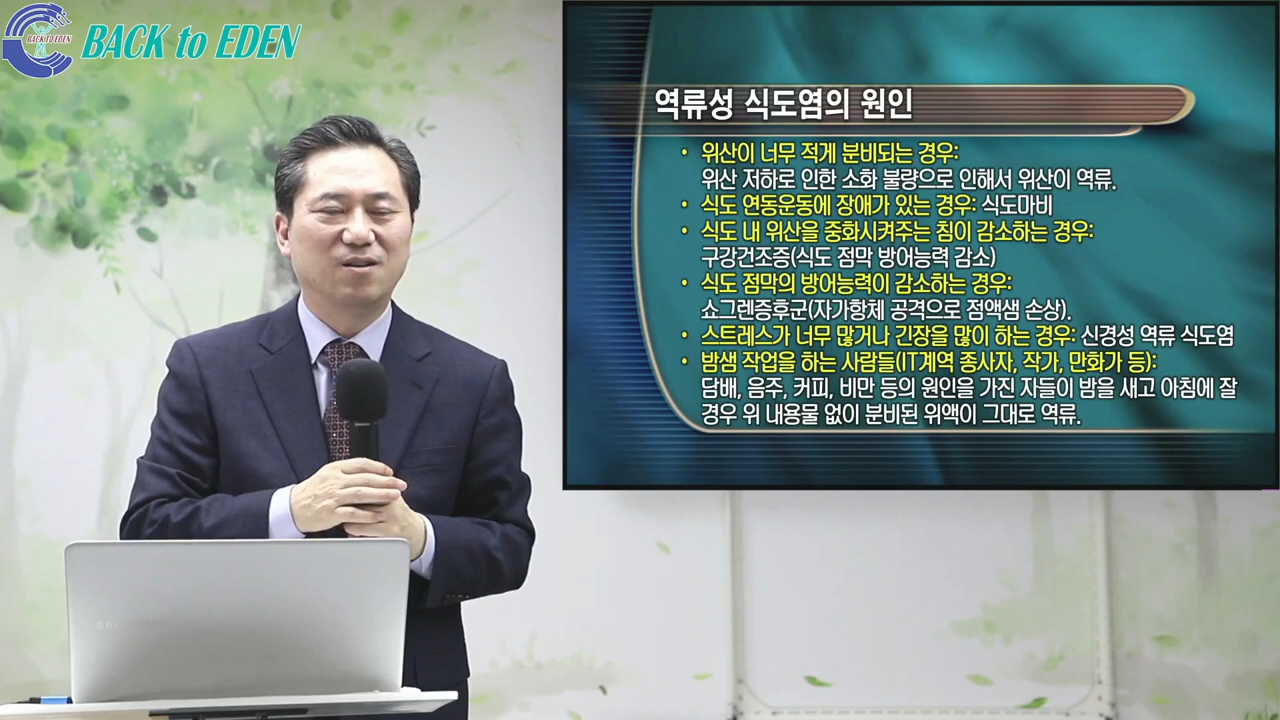 BACK TO EDEN
BACK to EDEN
역류성 식도염의 원인
• 위산이 너무 적게 분비되는 경우:
위산 저하로 인한 소화 불량으로 인해서 위산이 역류.
• 식도 연동운동에 장애가 있는 경우: 식도마비
• 식도 내 위산을 중화시켜주는 침이 감소하는 경우:
구강건조증(식도 점막 방어능력 감소)
• 식도 점막의 방어능력이 감소하는 경우:
쇼그렌증후군(자가항체 공격으로 점액샘 손상).
• 스트레스가 너무 많거나 긴장을 많이 하는 경우: 신경성 역류 식도염
• 밤샘 작업을 하는 사람들(IT계역 종사자, 작가, 만화가 등):
담배, 음주, 커피, 비만 등의 원인을 가진 자들이 밤을 새고 아침에 잘
경우 위 내용물 없이 분비된 위액이 그대로 역류.